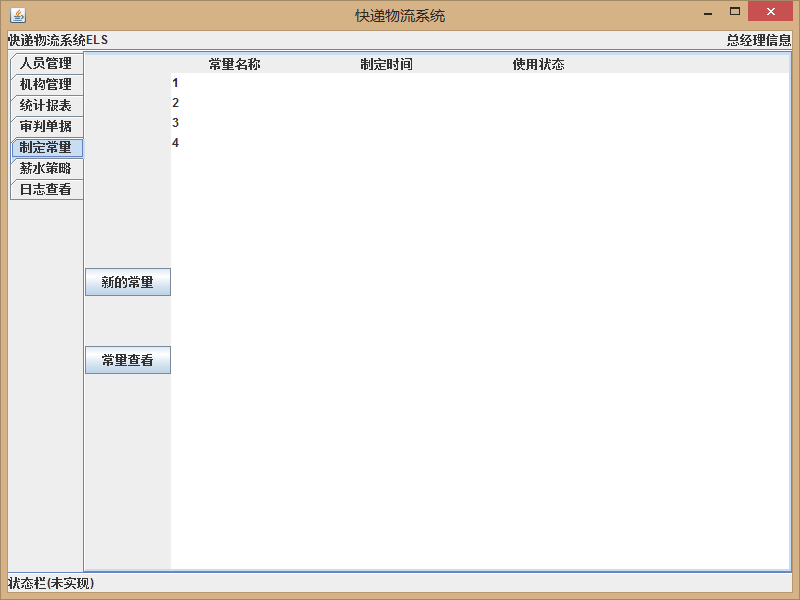 快递物流系统
快递物流系统ELS 总经理信息
人员管理
机构管理
统计报表
审判单据
制定常量
薪水策略
日志查看
常量名称 制定时间 使用状态
1
2
3
4
新的常量
常量查看
状态栏(未实现)